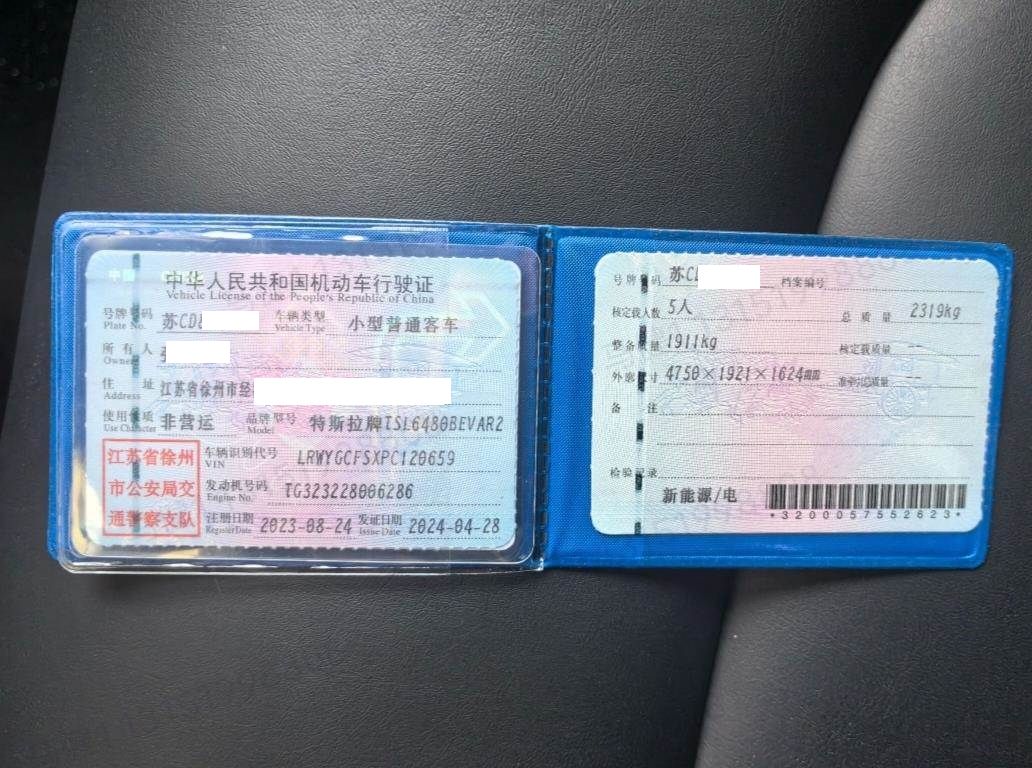 中华人民共和国机动车行驶证
Vehicle License of the People's Republic of China
号牌号码 苏CD 车辆类型 小型普通客车
Plate No. Vehicle Type
所有人
Owner
住址 江苏省徐州市经
Address
使用性质 非营运 品牌型号 特斯拉牌TSL6480BEVAR2
Use Character Model
江苏省徐州
市公安局交
通警察支队
车辆识别代号 LRWYGCFSXPC120659
VIN
发动机号码 TG323228006286
Engine No.
注册日期 2023-08-24 发证日期 2024-04-28
Register Date Issue Date
号牌号码 苏CD 档案编号
核定载人数 5人 总质量 2319kg
整备质量 1911kg 核定载质量 --
外廓尺寸 4750×1921×1624mm 准牵引总质量 --
备注
检验记录
新能源/电
*3200057552623*